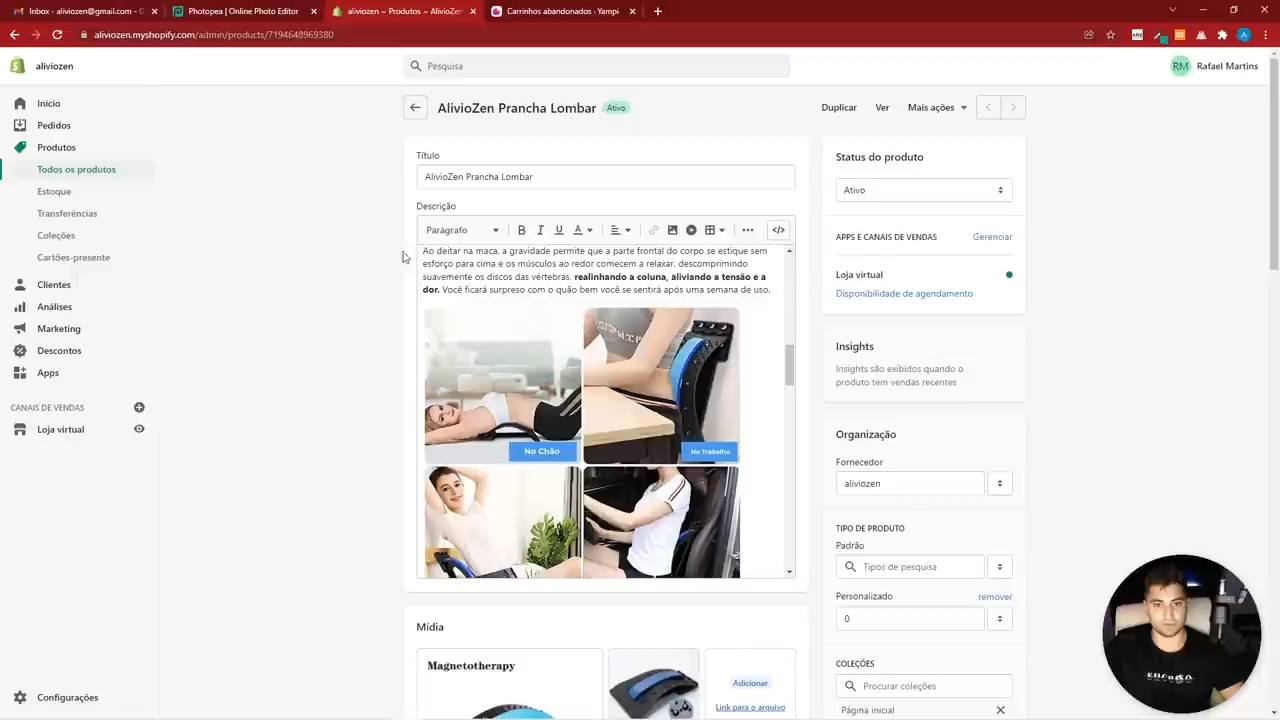 Inbox - aliviozen@gmail.com - G
Photopea | Online Photo Editor
aliviozen ~ Produtos ~ AlivioZen
Carrinhos abandonados - Yampi
aliviozen.myshopify.com/admin/products/7194648969380
aliviozen
Pesquisa
RM
Rafael Martins
Início
Pedidos
Produtos
Todos os produtos
Estoque
Transferências
Coleções
Cartões-presente
Clientes
Análises
Marketing
Descontos
Apps
CANAIS DE VENDAS
Loja virtual
Configurações
AlivioZen Prancha Lombar
Ativo
Duplicar
Ver
Mais ações
Título
AlivioZen Prancha Lombar
Descrição
Parágrafo
B
I
U
A
</>
Ao deitar na maca, a gravidade permite que a parte frontal do corpo se estique sem
esforço para cima e os músculos ao redor comecem a relaxar, descomprimindo
suavemente os discos das vértebras, realinhando a coluna, aliviando a tensão e a
dor. Você ficará surpreso com o quão bem você se sentirá após uma semana de uso.
No Chão
No Trabalho
Mídia
Magnetotherapy
Adicionar
Link para o arquivo
Status do produto
Ativo
APPS E CANAIS DE VENDAS
Gerenciar
Loja virtual
Disponibilidade de agendamento
Insights
Insights são exibidos quando o
produto tem vendas recentes
Organização
Fornecedor
aliviozen
TIPO DE PRODUTO
Padrão
Tipos de pesquisa
Personalizado
remover
0
COLEÇÕES
Procurar coleções
Página inicial